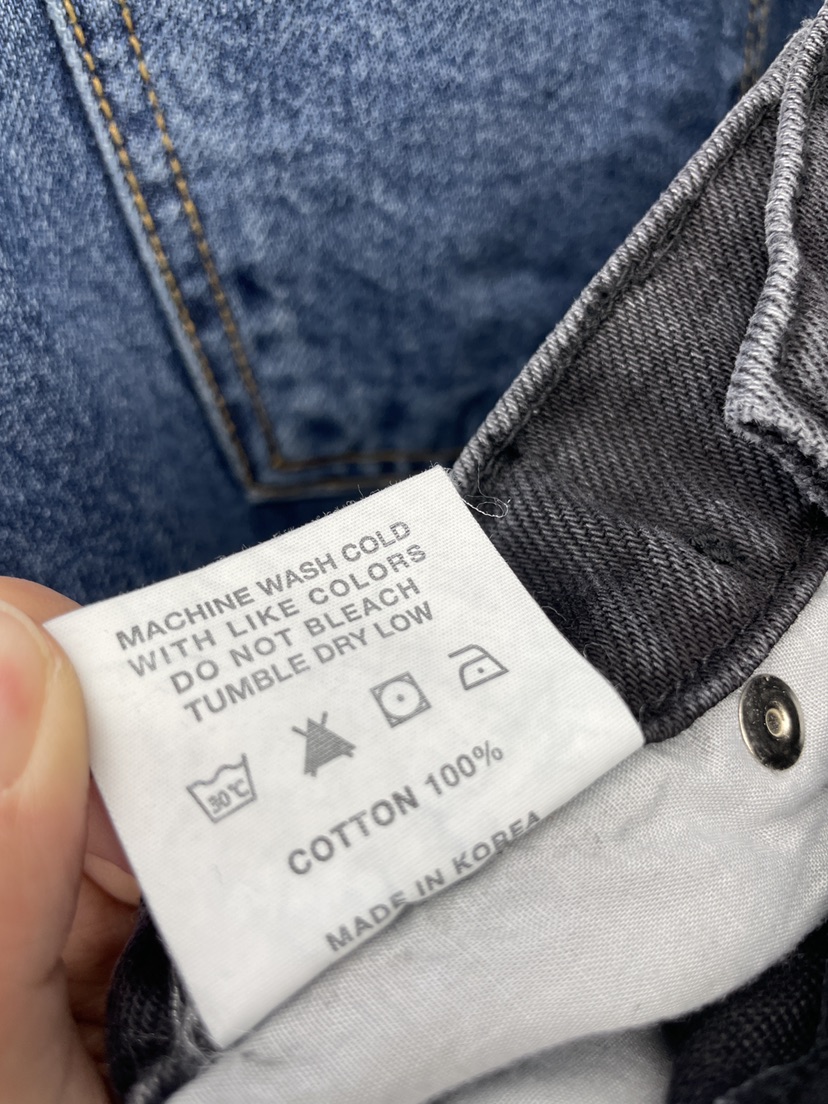 MACHINE WASH COLD
WITH LIKE COLORS
DO NOT BLEACH
TUMBLE DRY LOW
30℃
COTTON 100%
MADE IN KOREA